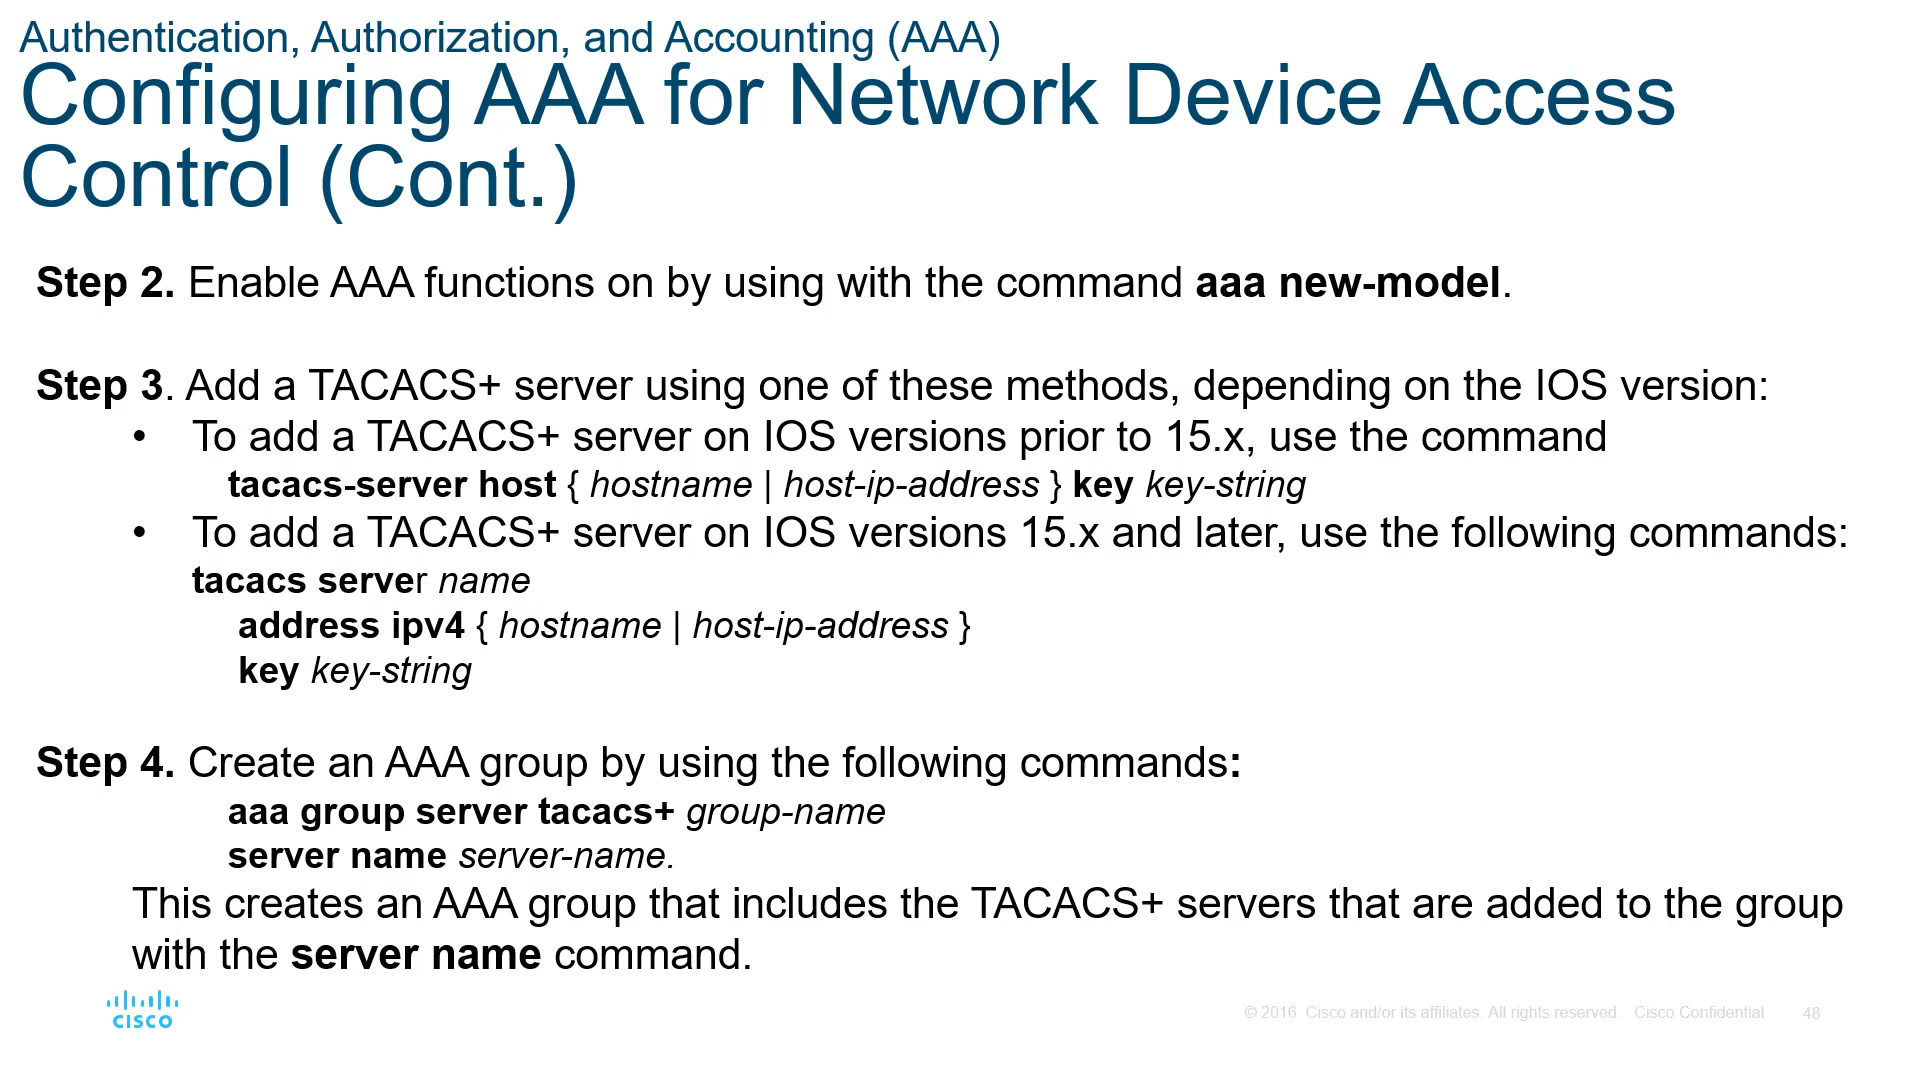 Authentication, Authorization, and Accounting (AAA)
Configuring AAA for Network Device Access
Control (Cont.)
Step 2. Enable AAA functions on by using with the command aaa new-model.
Step 3. Add a TACACS+ server using one of these methods, depending on the IOS version:
• To add a TACACS+ server on IOS versions prior to 15.x, use the command
tacacs-server host { hostname | host-ip-address } key key-string
• To add a TACACS+ server on IOS versions 15.x and later, use the following commands:
tacacs server name
address ipv4 { hostname | host-ip-address }
key key-string
Step 4. Create an AAA group by using the following commands:
aaa group server tacacs+ group-name
server name server-name.
This creates an AAA group that includes the TACACS+ servers that are added to the group
with the server name command.
CISCO
© 2016 Cisco and/or its affiliates. All rights reserved. Cisco Confidential 48